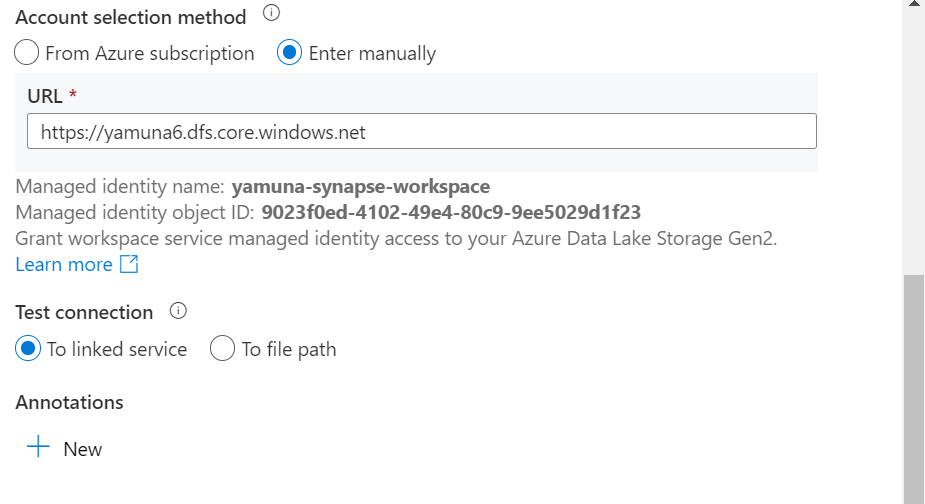 Account selection method
From Azure subscription Enter manually
URL *
https://yamuna6.dfs.core.windows.net
Managed identity name: yamuna-synapse-workspace
Managed identity object ID: 9023f0ed-4102-49e4-80c9-9ee5029d1f23
Grant workspace service managed identity access to your Azure Data Lake Storage Gen2.
Learn more
Test connection
To linked service To file path
Annotations
New